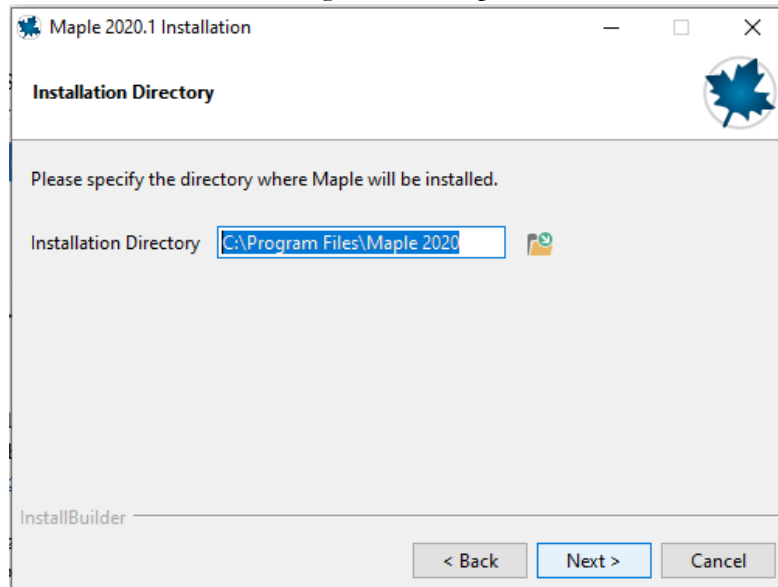 Maple 2020.1 Installation
Installation Directory
Please specify the directory where Maple will be installed.
Installation Directory C:\Program Files\Maple 2020
InstallBuilder
< Back Next > Cancel